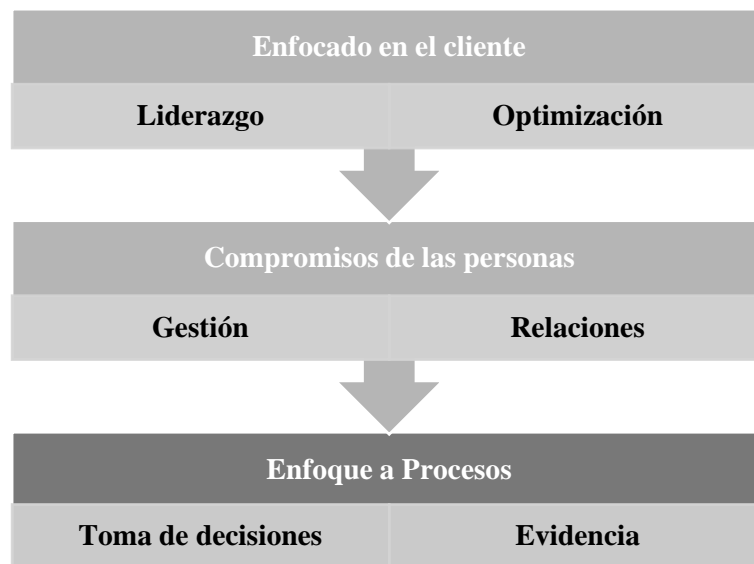 Enfocado en el cliente
Liderazgo Optimización
Compromisos de las personas
Gestión Relaciones
Enfoque a Procesos
Toma de decisiones Evidencia